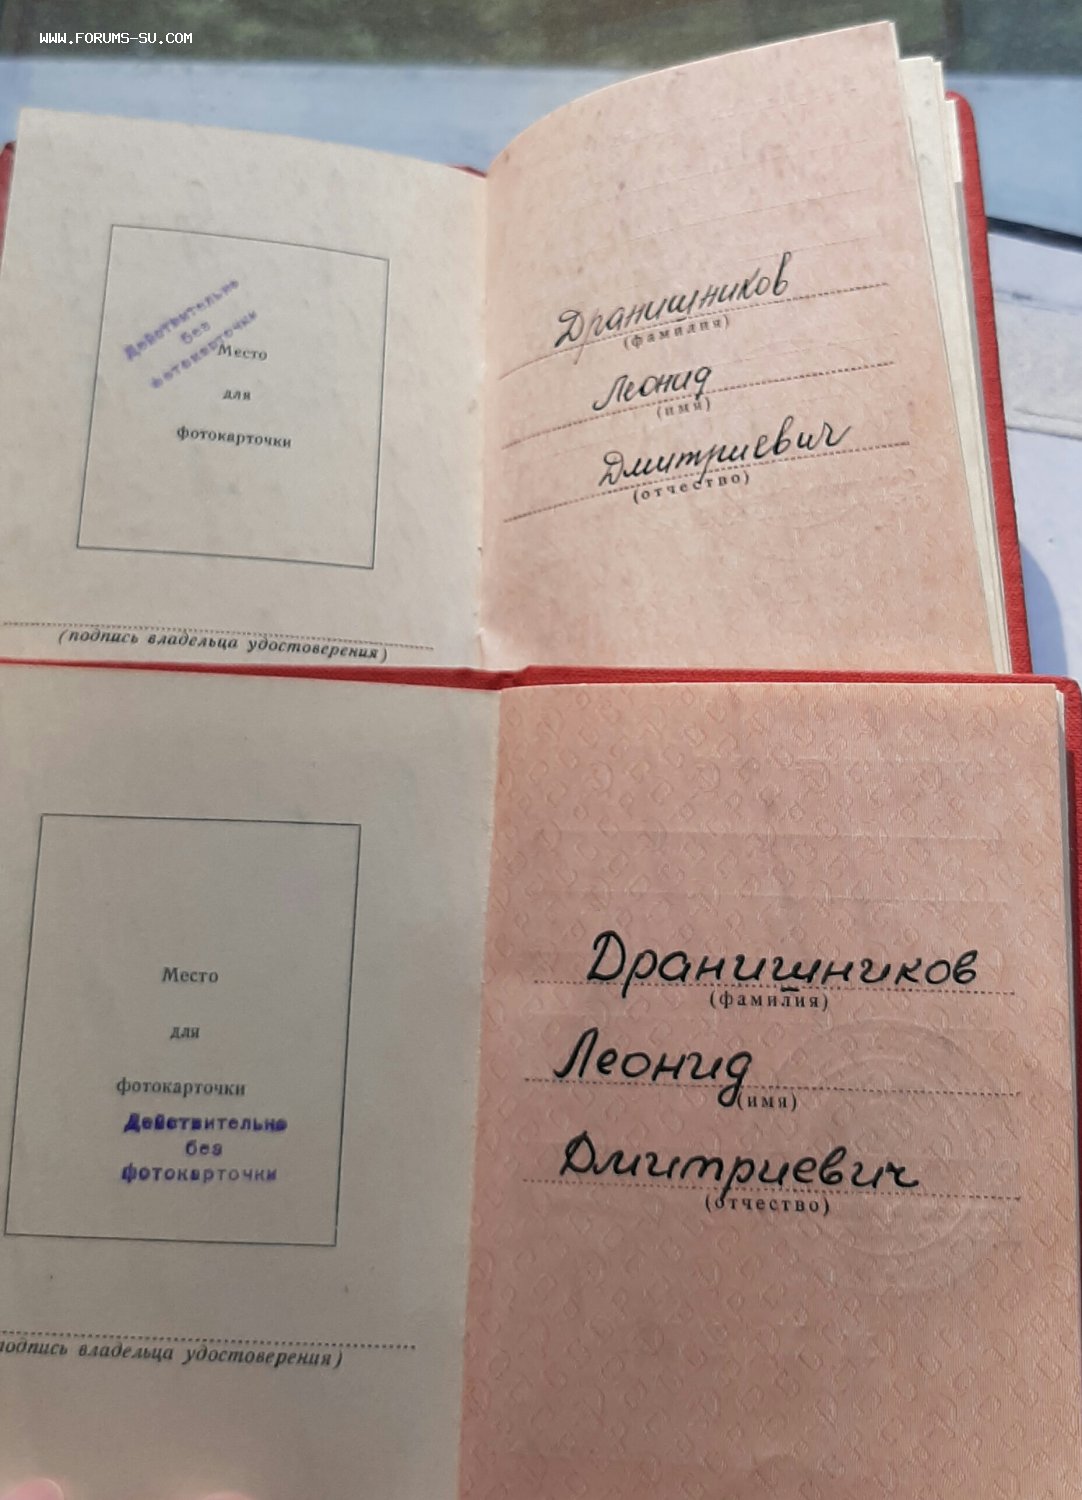 WWW.FORUMS-SU.COM
Действительно
без
фотокарточки
Место
для
фотокарточки
(подпись владельца удостоверения)
Дранишников
(фамилия)
Леонид
(имя)
Дмитриевич
(отчество)
Место
для
фотокарточки
Действительно
без
фотокарточки
подпись владельца удостоверения)
Дранишников
(фамилия)
Леонид
(имя)
Дмитриевич
(отчество)